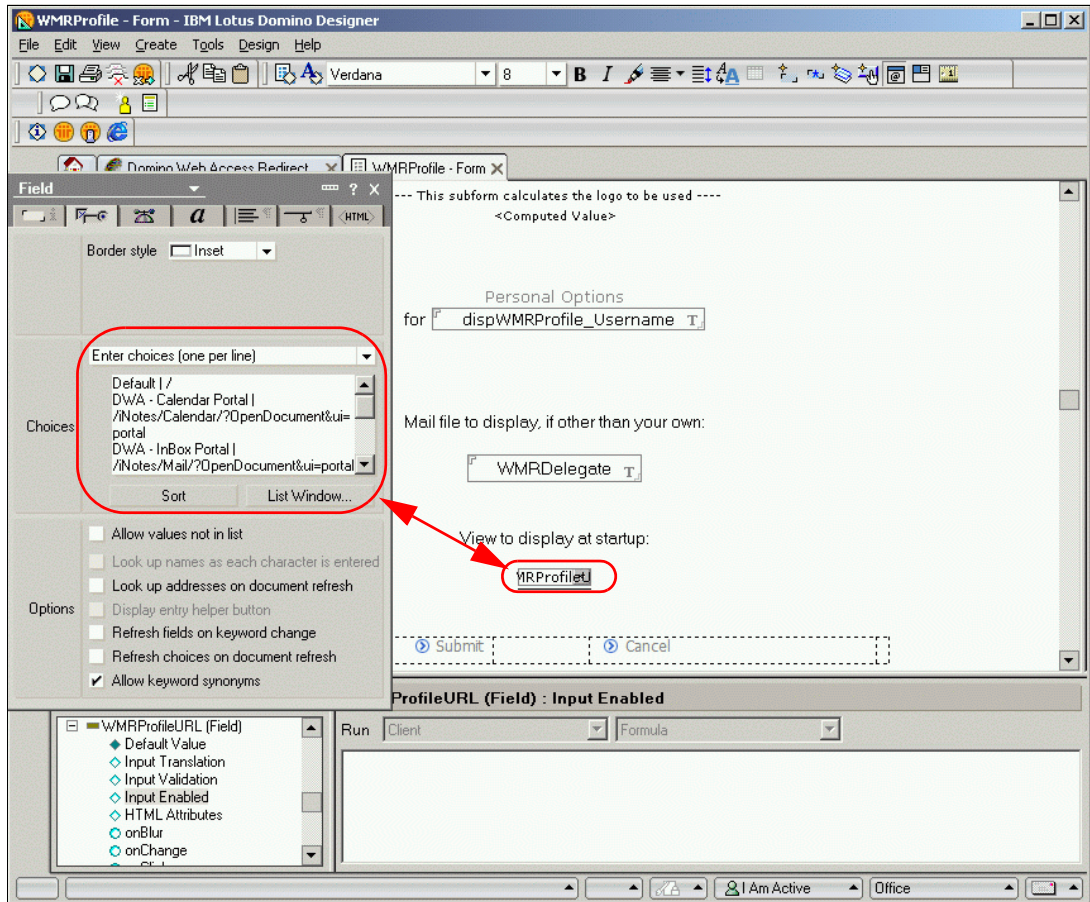 WMRProfile - Form - IBM Lotus Domino Designer
File Edit View Create Tools Design Help
Verdana 8 B I
Domino Web Access Redirect WMRProfile - Form
Field ? X
a <HTML>
Border style Inset
Enter choices (one per line)
Choices
Default | /
DWA - Calendar Portal |
/iNotes/Calendar/?OpenDocument&ui=
portal
DWA - InBox Portal |
/iNotes/Mail/?OpenDocument&ui=portal
Sort List Window...
Options
Allow values not in list
Look up names as each character is entered
Look up addresses on document refresh
Display entry helper button
Refresh fields on keyword change
Refresh choices on document refresh
Allow keyword synonyms
--- This subform calculates the logo to be used ----
<Computed Value>
Personal Options
for dispWMRProfile_Username T
Mail file to display, if other than your own:
WMRDelegate T
View to display at startup:
MRProfileU
Submit Cancel
ProfileURL (Field) : Input Enabled
WMRProfileURL (Field)
Default Value
Input Translation
Input Validation
Input Enabled
HTML Attributes
onBlur
onChange
Run Client Formula
I Am Active Office